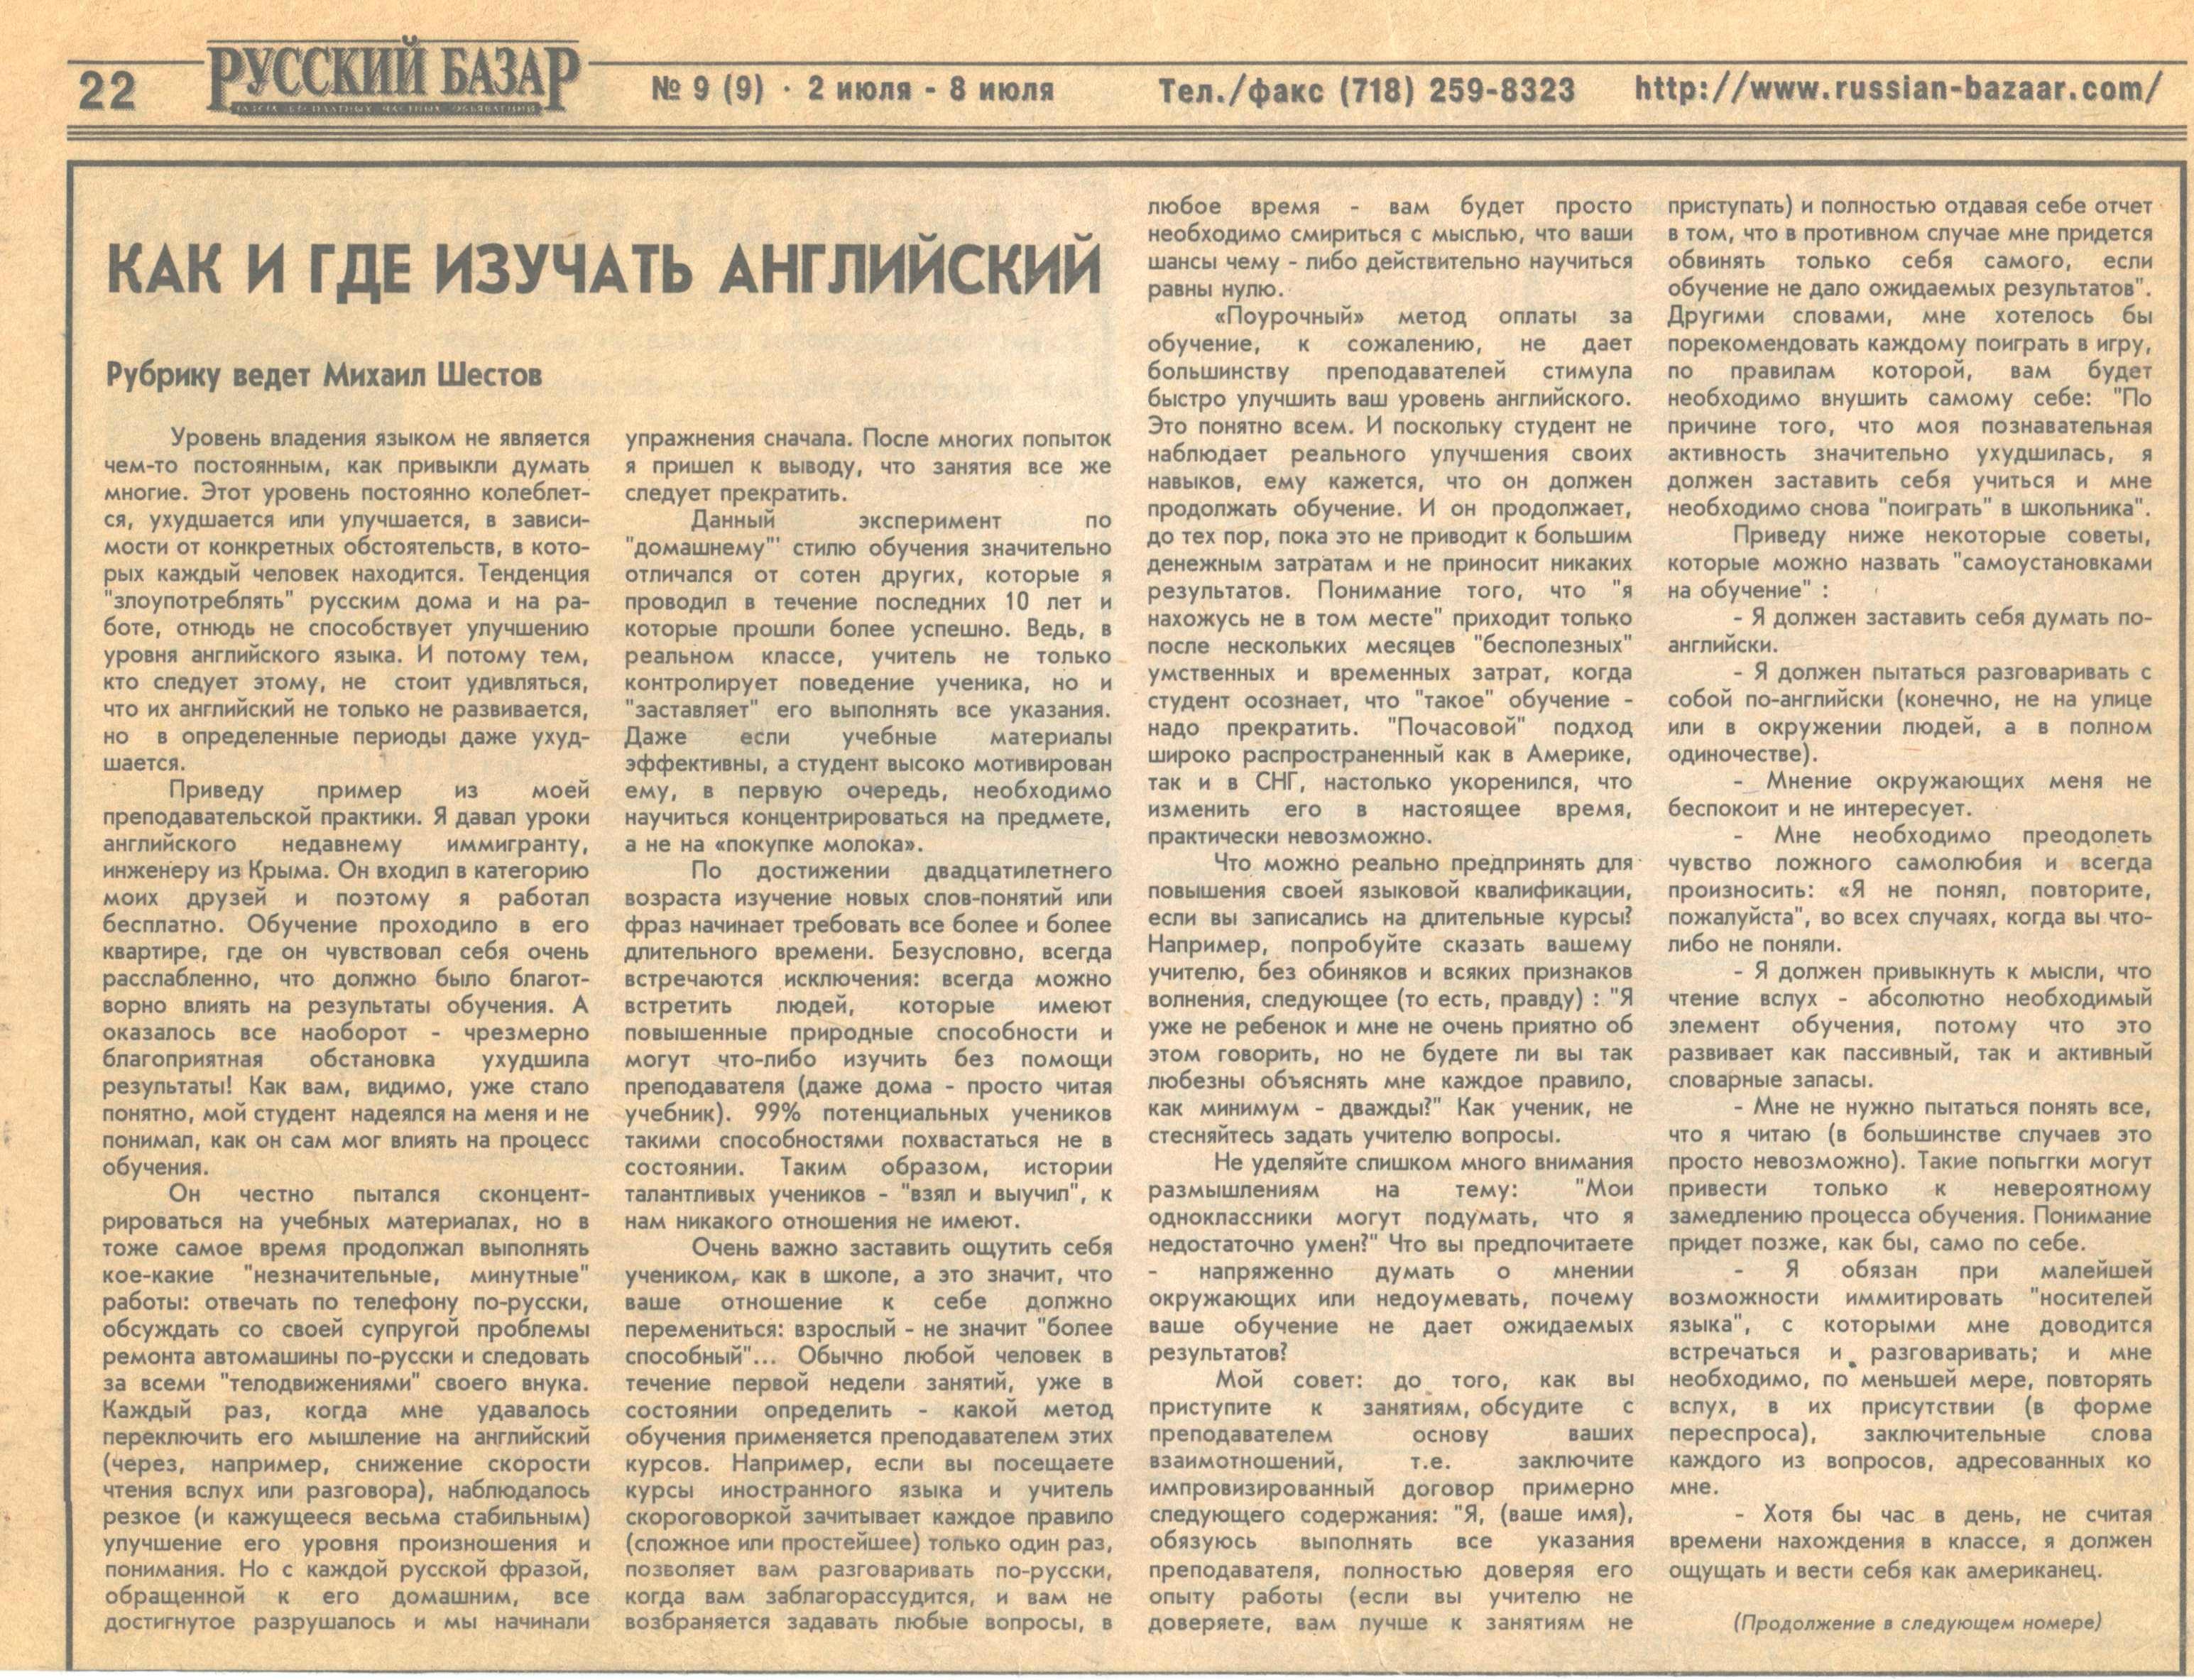 22
РУССКИЙ БАЗАР
№ 9 (9) · 2 июля - 8 июля
Тел./факс (718) 259-8323
http://www.russian-bazaar.com/
КАК И ГДЕ ИЗУЧАТЬ АНГЛИЙСКИЙ
Рубрику ведет Михаил Шестов
Уровень владения языком не является
чем-то постоянным, как привыкли думать
многие. Этот уровень постоянно колеблет-
ся, ухудшается или улучшается, в зависи-
мости от конкретных обстоятельств, в кото-
рых каждый человек находится. Тенденция
"злоупотреблять" русским дома и на ра-
боте, отнюдь не способствует улучшению
уровня английского языка. И потому тем,
кто следует этому, не стоит удивляться,
что их английский не только не развивается,
но в определенные периоды даже ухуд-
шается.
Приведу пример из моей
преподавательской практики. Я давал уроки
английского недавнему иммигранту,
инженеру из Крыма. Он входил в категорию
моих друзей и поэтому я работал
бесплатно. Обучение проходило в его
квартире, где он чувствовал себя очень
расслабленно, что должно было благот-
ворно влиять на результаты обучения. А
оказалось все наоборот - чрезмерно
благоприятная обстановка ухудшила
результаты! Как вам, видимо, уже стало
понятно, мой студент надеялся на меня и не
понимал, как он сам мог влиять на процесс
обучения.
Он честно пытался сконцент-
рироваться на учебных материалах, но в
тоже самое время продолжал выполнять
кое-какие "незначительные, минутные"
работы: отвечать по телефону по-русски,
обсуждать со своей супругой проблемы
ремонта автомашины по-русски и следовать
за всеми "телодвижениями" своего внука.
Каждый раз, когда мне удавалось
переключить его мышление на английский
(через, например, снижение скорости
чтения вслух или разговора), наблюдалось
резкое (и кажущееся весьма стабильным)
улучшение его уровня произношения и
понимания. Но с каждой русской фразой,
обращенной к его домашним, все
достигнутое разрушалось и мы начинали
упражнения сначала. После многих попыток
я пришел к выводу, что занятия все же
следует прекратить.
Данный эксперимент по
"домашнему"' стилю обучения значительно
отличался от сотен других, которые я
проводил в течение последних 10 лет и
которые прошли более успешно. Ведь, в
реальном классе, учитель не только
контролирует поведение ученика, но и
"заставляет" его выполнять все указания.
Даже если учебные материалы
эффективны, а студент высоко мотивирован
ему, в первую очередь, необходимо
научиться концентрироваться на предмете,
а не на «покупке молока».
По достижении двадцатилетнего
возраста изучение новых слов-понятий или
фраз начинает требовать все более и более
длительного времени. Безусловно, всегда
встречаются исключения: всегда можно
встретить людей, которые имеют
повышенные природные способности и
могут что-либо изучить без помощи
преподавателя (даже дома - просто читая
учебник). 99% потенциальных учеников
такими способностями похвастаться не в
состоянии. Таким образом, истории
талантливых учеников - "взял и выучил", к
нам никакого отношения не имеют.
Очень важно заставить ощутить себя
учеником, как в школе, а это значит, что
ваше отношение к себе должно
перемениться: взрослый - не значит "более
способный"... Обычно любой человек в
течение первой недели занятий, уже в
состоянии определить - какой метод
обучения применяется преподавателем этих
курсов. Например, если вы посещаете
курсы иностранного языка и учитель
скороговоркой зачитывает каждое правило
(сложное или простейшее) только один раз,
позволяет вам разговаривать по-русски,
когда вам заблагорассудится, и вам не
возбраняется задавать любые вопросы, в
любое время - вам будет просто
необходимо смириться с мыслью, что ваши
шансы чему - либо действительно научиться
равны нулю.
«Поурочный» метод оплаты за
обучение, к сожалению, не дает
большинству преподавателей стимула
быстро улучшить ваш уровень английского.
Это понятно всем. И поскольку студент не
наблюдает реального улучшения своих
навыков, ему кажется, что он должен
продолжать обучение. И он продолжает,
до тех пор, пока это не приводит к большим
денежным затратам и не приносит никаких
результатов. Понимание того, что "я
нахожусь не в том месте" приходит только
после нескольких месяцев "бесполезных"
умственных и временных затрат, когда
студент осознает, что "такое" обучение -
надо прекратить. "Почасовой" подход
широко распространенный как в Америке,
так и в СНГ, настолько укоренился, что
изменить его в настоящее время,
практически невозможно.
Что можно реально предпринять для
повышения своей языковой квалификации,
если вы записались на длительные курсы?
Например, попробуйте сказать вашему
учителю, без обиняков и всяких признаков
волнения, следующее (то есть, правду) : "Я
уже не ребенок и мне не очень приятно об
этом говорить, но не будете ли вы так
любезны объяснять мне каждое правило,
как минимум - дважды?" Как ученик, не
стесняйтесь задать учителю вопросы.
Не уделяйте слишком много внимания
размышлениям на тему: "Мои
одноклассники могут подумать, что я
недостаточно умен?" Что вы предпочитаете
- напряженно думать о мнении
окружающих или недоумевать, почему
ваше обучение не дает ожидаемых
результатов?
Мой совет: до того, как вы
приступите к занятиям, обсудите с
преподавателем основу ваших
взаимотношений, т.е. заключите
импровизированный договор примерно
следующего содержания: "Я, (ваше имя),
обязуюсь выполнять все указания
преподавателя, полностью доверяя его
опыту работы (если вы учителю не
доверяете, вам лучше к занятиям не
приступать) и полностью отдавая себе отчет
в том, что в противном случае мне придется
обвинять только себя самого, если
обучение не дало ожидаемых результатов".
Другими словами, мне хотелось бы
порекомендовать каждому поиграть в игру,
по правилам которой, вам будет
необходимо внушить самому себе: "По
причине того, что моя познавательная
активность значительно ухудшилась, я
должен заставить себя учиться и мне
необходимо снова "поиграть" в школьника".
Приведу ниже некоторые советы,
которые можно назвать "самоустановками
на обучение" :
- Я должен заставить себя думать по-
английски.
- Я должен пытаться разговаривать с
собой по-английски (конечно, не на улице
или в окружении людей, а в полном
одиночестве).
- Мнение окружающих меня не
беспокоит и не интересует.
- Мне необходимо преодолеть
чувство ложного самолюбия и всегда
произносить: «Я не понял, повторите,
пожалуйста", во всех случаях, когда вы что-
либо не поняли.
- Я должен привыкнуть к мысли, что
чтение вслух - абсолютно необходимый
элемент обучения, потому что это
развивает как пассивный, так и активный
словарные запасы.
- Мне не нужно пытаться понять все,
что я читаю (в большинстве случаев это
просто невозможно). Такие попьггки могут
привести только к невероятному
замедлению процесса обучения. Понимание
придет позже, как бы, само по себе.
- Я обязан при малейшей
возможности иммитировать "носителей
языка", с которыми мне доводится
встречаться и разговаривать; и мне
необходимо, по меньшей мере, повторять
вслух, в их присутствии (в форме
переспроса), заключительные слова
каждого из вопросов, адресованных ко
мне.
- Хотя бы час в день, не считая
времени нахождения в классе, я должен
ощущать и вести себя как американец.
(Продолжение в следующем номере)